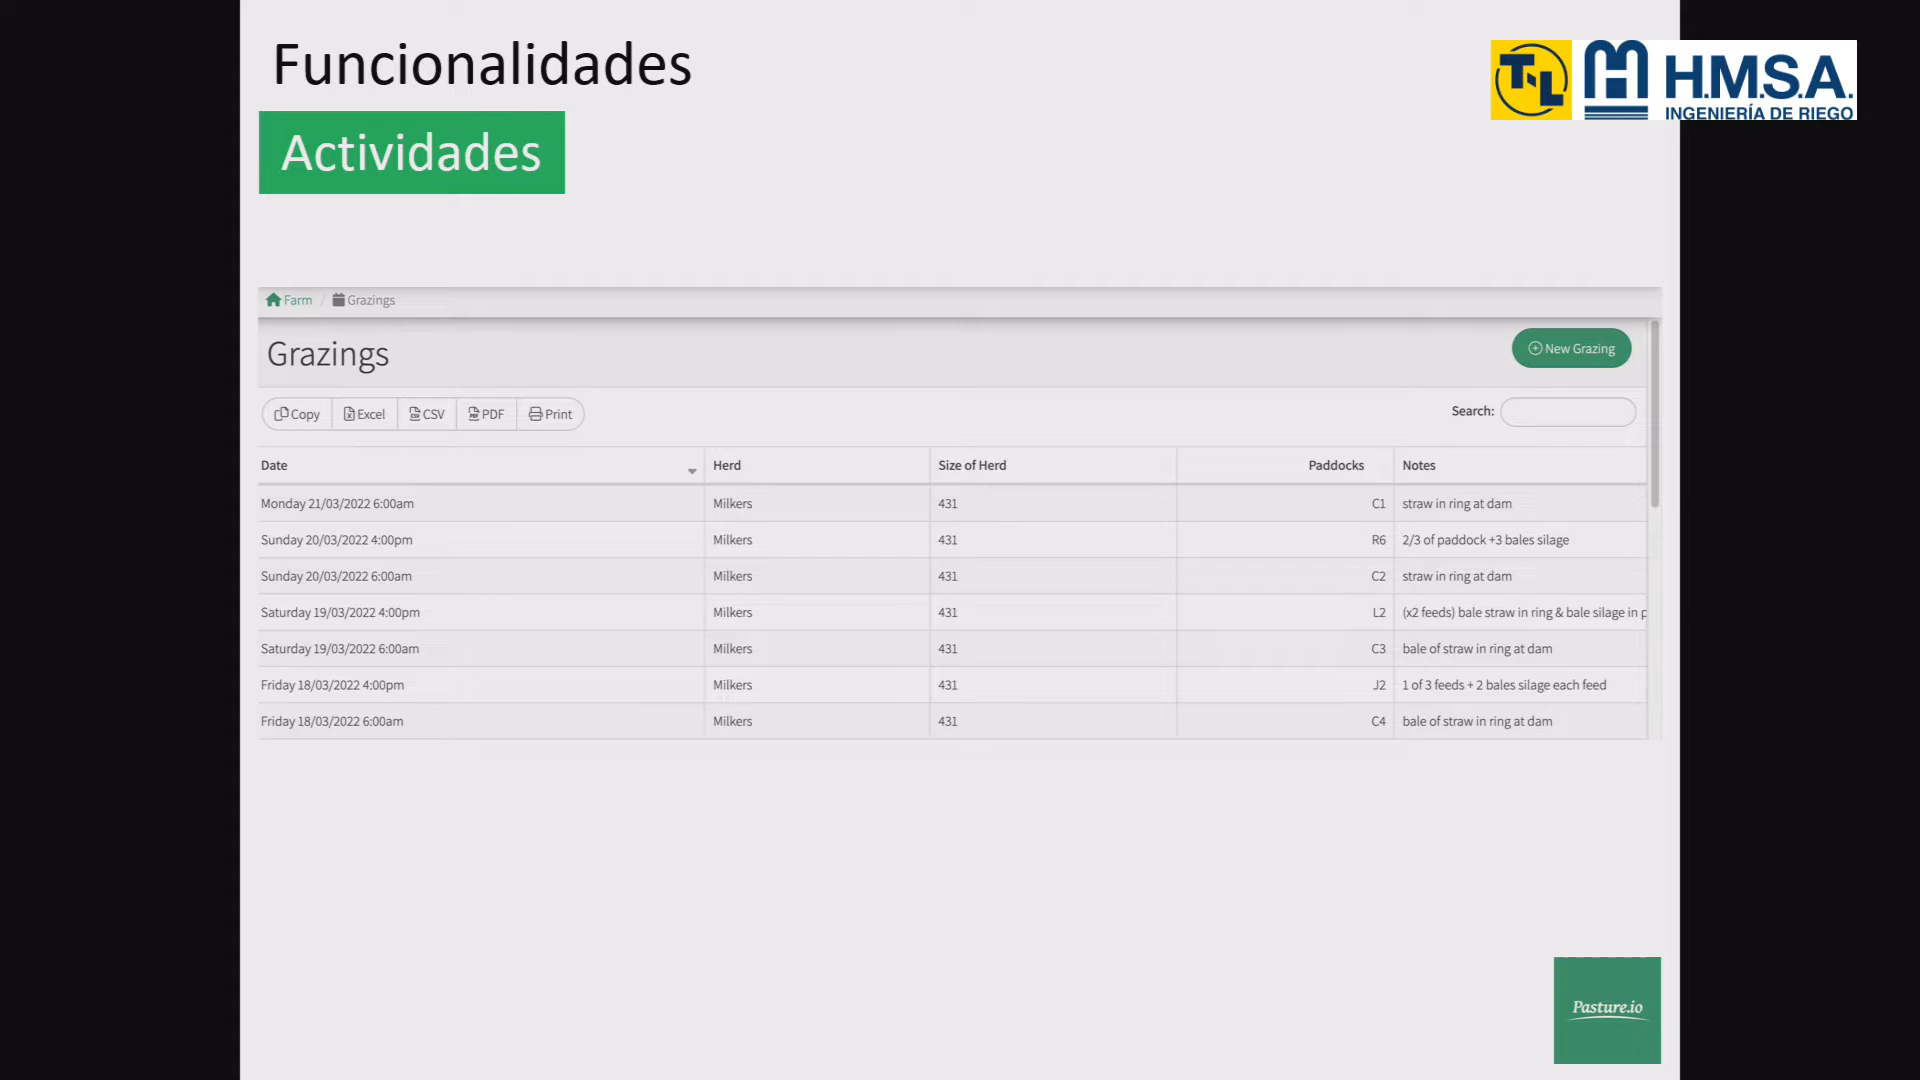 Funcionalidades
T-L
H.M.S.A.
INGENIERÍA DE RIEGO
Actividades
Farm / Grazings
Grazings
New Grazing
Copy Excel CSV PDF Print
Search:
Date Herd Size of Herd Paddocks Notes
Monday 21/03/2022 6:00am Milkers 431 C1 straw in ring at dam
Sunday 20/03/2022 4:00pm Milkers 431 R6 2/3 of paddock +3 bales silage
Sunday 20/03/2022 6:00am Milkers 431 C2 straw in ring at dam
Saturday 19/03/2022 4:00pm Milkers 431 L2 (x2 feeds) bale straw in ring & bale silage in p
Saturday 19/03/2022 6:00am Milkers 431 C3 bale of straw in ring at dam
Friday 18/03/2022 4:00pm Milkers 431 J2 1 of 3 feeds + 2 bales silage each feed
Friday 18/03/2022 6:00am Milkers 431 C4 bale of straw in ring at dam
Pasture.io